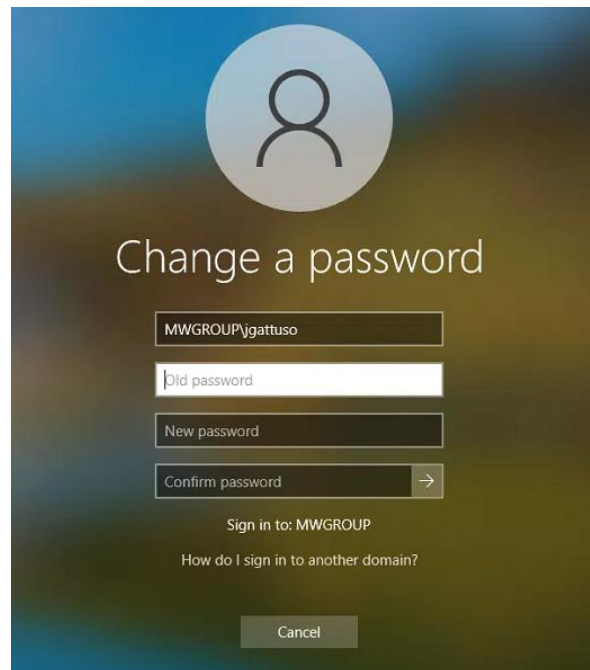 Change a password
MWGROUP\jgattuso
Old password
New password
Confirm password
Sign in to: MWGROUP
How do I sign in to another domain?
Cancel